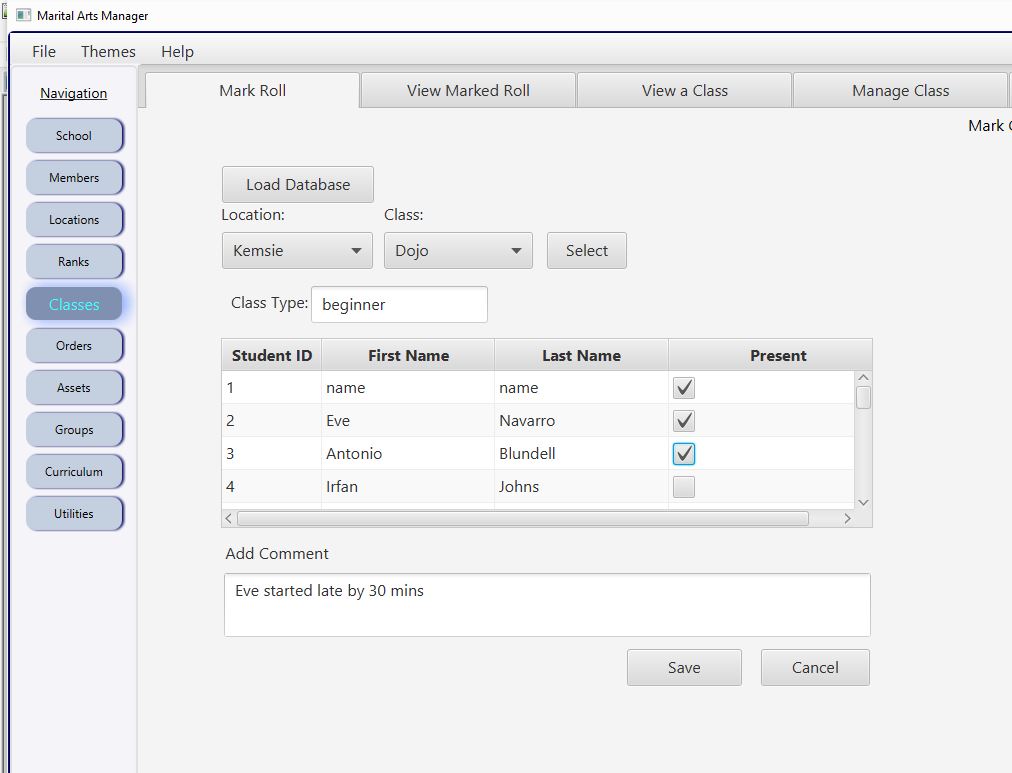 Marital Arts Manager
File Themes Help
Navigation
School
Members
Locations
Ranks
Classes
Orders
Assets
Groups
Curriculum
Utilities
Mark Roll View Marked Roll View a Class Manage Class
Mark
Load Database
Location: Class:
Kemsie Dojo Select
Class Type: beginner
Student ID First Name Last Name Present
1 name name
2 Eve Navarro
3 Antonio Blundell
4 Irfan Johns
Add Comment
Eve started late by 30 mins
Save Cancel